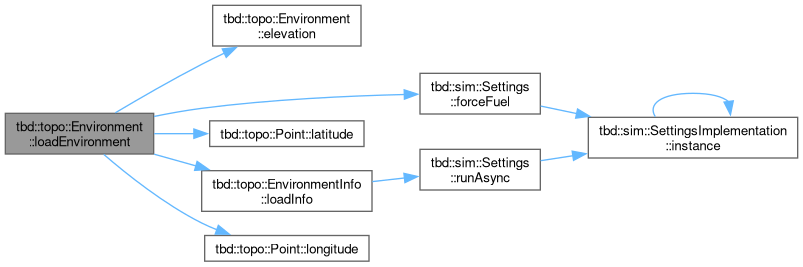 tbd::topo::Environment
::elevation
tbd::sim::Settings
::forceFuel
tbd::topo::Environment
::loadEnvironment
tbd::topo::Point::latitude
tbd::sim::SettingsImplementation
::instance
tbd::topo::EnvironmentInfo
::loadInfo
tbd::sim::Settings
::runAsync
tbd::topo::Point::longitude